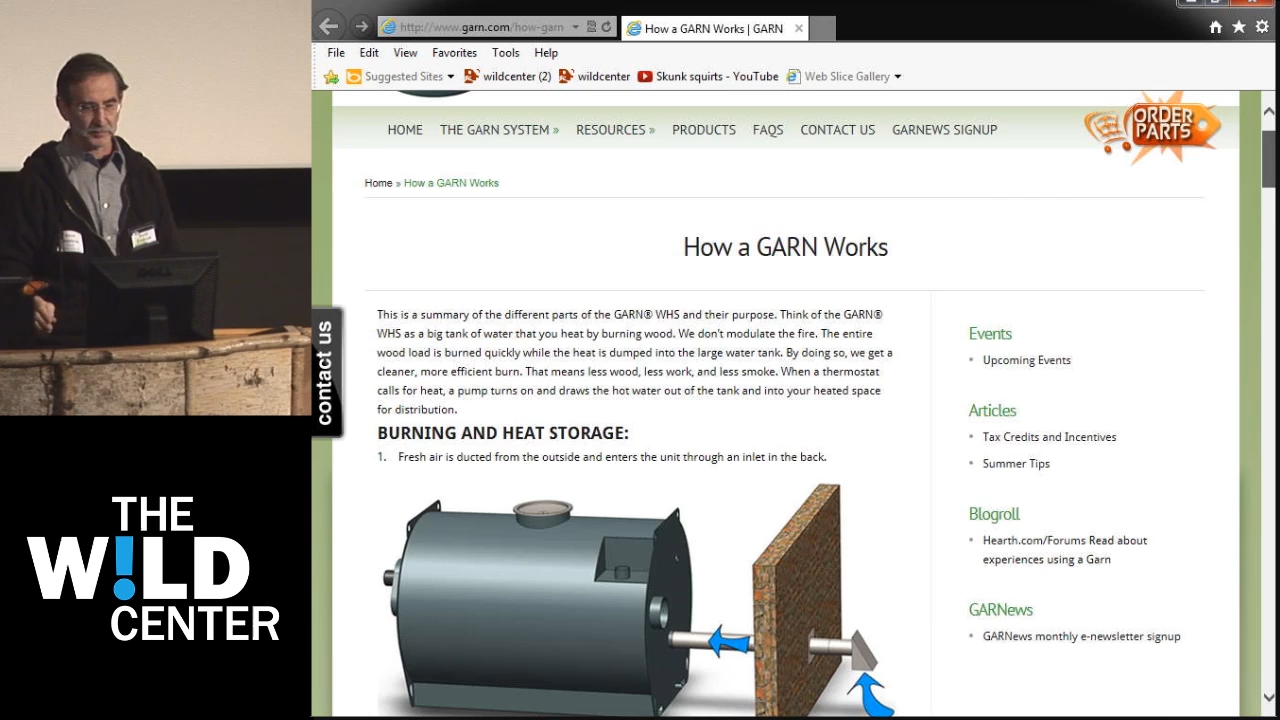 http://www.garn.com/how-garn
How a GARN Works | GARN
File Edit View Favorites Tools Help
Suggested Sites wildcenter (2) wildcenter Skunk squirts - YouTube Web Slice Gallery
HOME THE GARN SYSTEM » RESOURCES » PRODUCTS FAQS CONTACT US GARNEWS SIGNUP
ORDER
PARTS
Home » How a GARN Works
How a GARN Works
This is a summary of the different parts of the GARN® WHS and their purpose. Think of the GARN®
WHS as a big tank of water that you heat by burning wood. We don't modulate the fire. The entire
wood load is burned quickly while the heat is dumped into the large water tank. By doing so, we get a
cleaner, more efficient burn. That means less wood, less work, and less smoke. When a thermostat
calls for heat, a pump turns on and draws the hot water out of the tank and into your heated space
for distribution.
BURNING AND HEAT STORAGE:
1. Fresh air is ducted from the outside and enters the unit through an inlet in the back.
contact us
Events
Upcoming Events
Articles
Tax Credits and Incentives
Summer Tips
Blogroll
Hearth.com/Forums Read about
experiences using a Garn
GARNews
GARNews monthly e-newsletter signup
DELL
THE
W!LD
CENTER